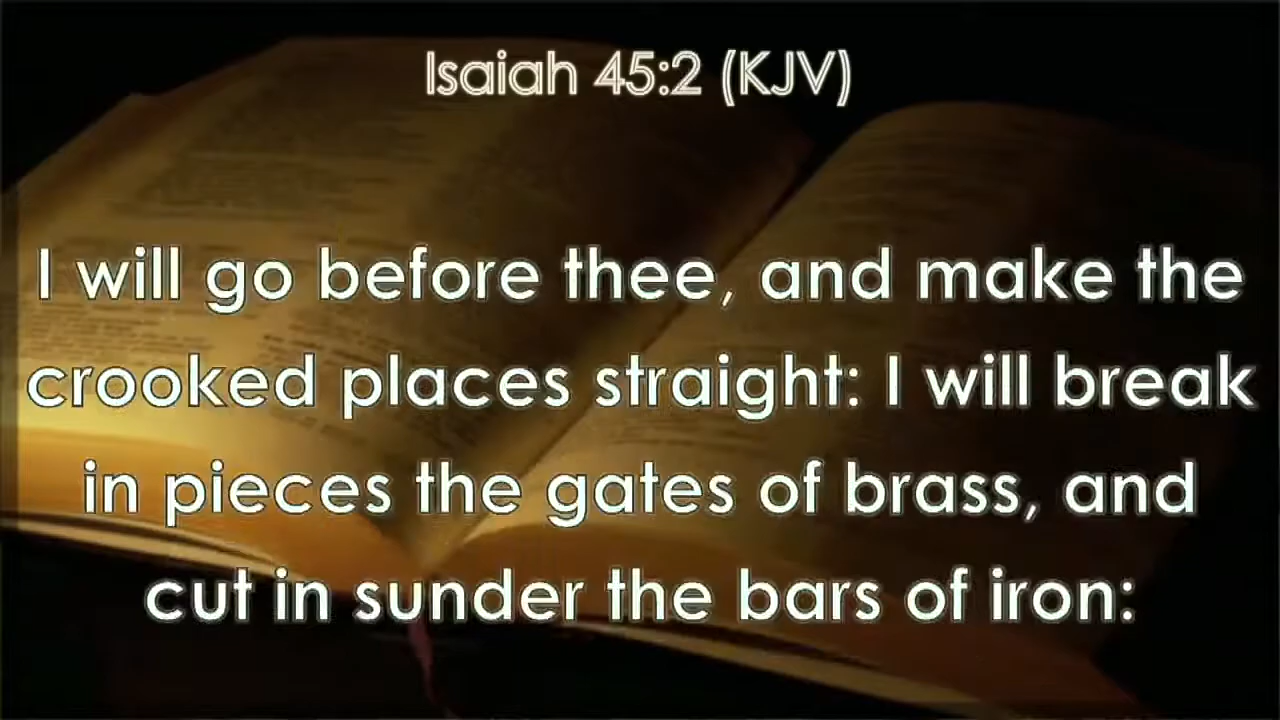 Isaiah 45:2 (KJV)
I will go before thee, and make the
crooked places straight: I will break
in pieces the gates of brass, and
cut in sunder the bars of iron: